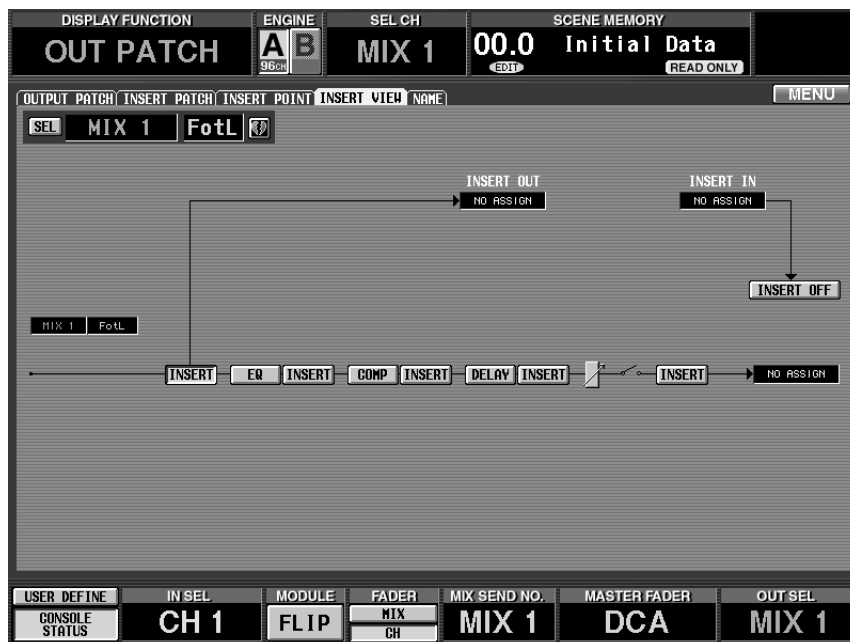 DISPLAY FUNCTION ENGINE SEL CH SCENE MEMORY
OUT PATCH A B MIX 1 00.0 Initial Data
96CH EDIT READ ONLY
OUTPUT PATCH INSERT PATCH INSERT POINT INSERT VIEW NAME MENU
SEL MIX 1 FotL
INSERT OUT INSERT IN
NO ASSIGN NO ASSIGN
INSERT OFF
MIX 1 FotL
INSERT EQ INSERT COMP INSERT DELAY INSERT INSERT NO ASSIGN
USER DEFINE IN SEL MODULE FADER MIX SEND NO. MASTER FADER OUT SEL
CONSOLE STATUS CH 1 FLIP MIX CH MIX 1 DCA MIX 1